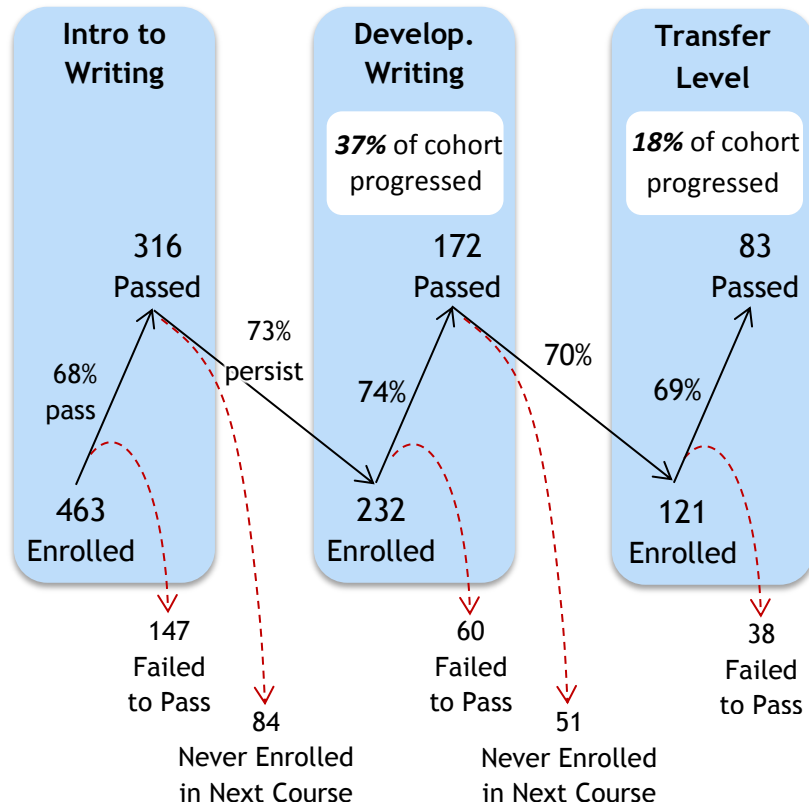 Intro to
Writing
316
Passed
68%
pass
463
Enrolled
147
Failed
to Pass
73%
persist
84
Never Enrolled
in Next Course
Develop.
Writing
37% of cohort
progressed
172
Passed
74%
232
Enrolled
60
Failed
to Pass
70%
51
Never Enrolled
in Next Course
Transfer
Level
18% of cohort
progressed
83
Passed
69%
121
Enrolled
38
Failed
to Pass